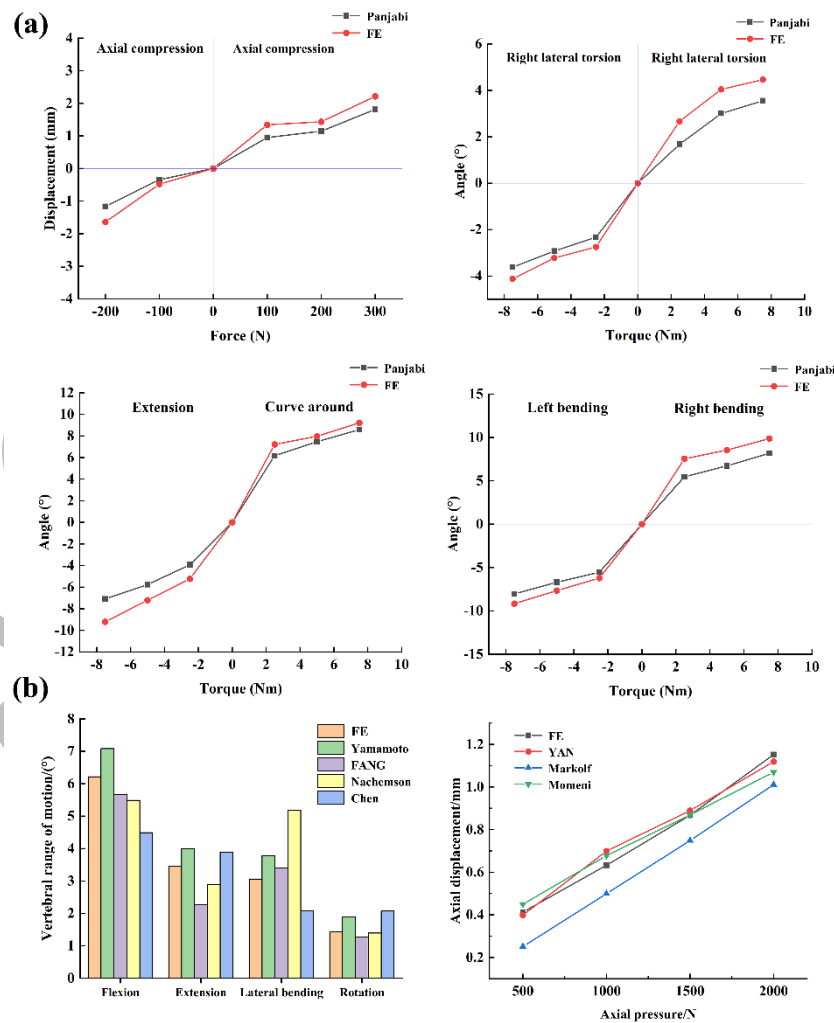 (a)
Panjabi
FE
Axial compression
Axial compression
4
3
2
1
0
-1
-2
-3
-4
Displacement (mm)
-200
-100
0
100
200
300
Force (N)
Panjabi
FE
Right lateral torsion
Right lateral torsion
6
4
2
0
-2
-4
Angle (°)
-8
-6
-4
-2
0
2
4
6
8
10
Torque (Nm)
Panjabi
FE
Extension
Curve around
12
10
8
6
4
2
0
-2
-4
-6
-8
-10
-12
Angle (°)
-8
-6
-4
-2
0
2
4
6
8
10
Torque (Nm)
Panjabi
FE
Left bending
Right bending
15
10
5
0
-5
-10
-15
Angle (°)
-8
-6
-4
-2
0
2
4
6
8
10
Torque (Nm)
(b)
FE
Yamamoto
FANG
Nachemson
Chen
8
7
6
5
4
3
2
1
0
Vertebral range of motion/(°)
Flexion
Extension
Lateral bending
Rotation
FE
YAN
Markolf
Momeni
1.2
1.0
0.8
0.6
0.4
0.2
Axial displacement/mm
500
1000
1500
2000
Axial pressure/N